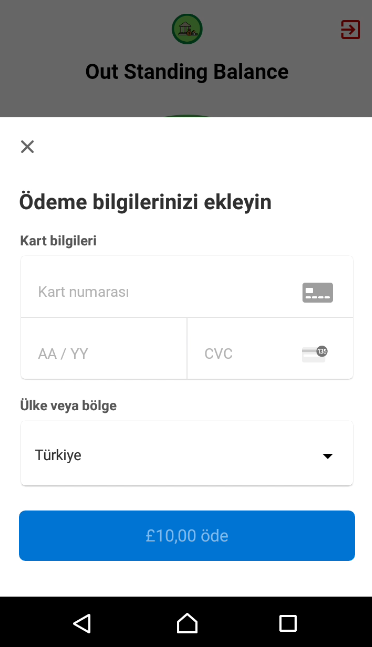 Out Standing Balance
Ödeme bilgilerinizi ekleyin
Kart bilgileri
Kart numarası
AA / YY
CVC
135
Ülke veya bölge
Türkiye
£10,00 öde